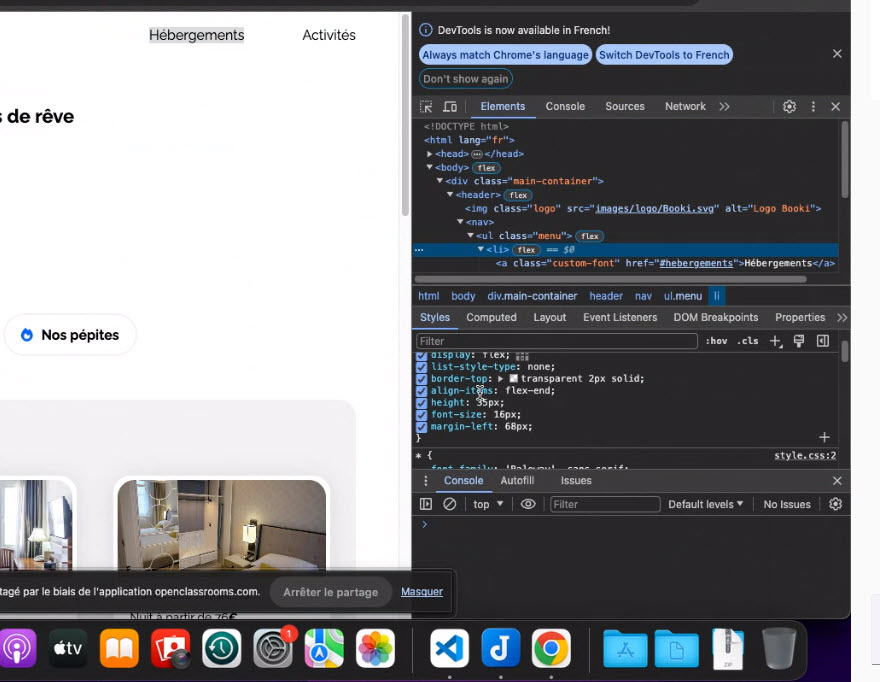 Hébergements
Activités
s de rêve
Nos pépites
Nuit à partir de 76€
DevTools is now available in French!
Always match Chrome's language
Switch DevTools to French
Don't show again
Elements
Console
Sources
Network
<!DOCTYPE html>
<html lang="fr">
<head> ⋯ </head>
<body> flex
<div class="main-container">
<header> flex
<img class="logo" src="images/logo/Booki.svg" alt="Logo Booki">
<nav>
<ul class="menu"> flex
<li> flex == $0
<a class="custom-font" href="#hebergements">Hébergements</a>
html body div.main-container header nav ul.menu li
Styles
Computed
Layout
Event Listeners
DOM Breakpoints
Properties
Filter
:hov .cls
display: flex;
list-style-type: none;
border-top: transparent 2px solid;
align-items: flex-end;
height: 35px;
font-size: 16px;
margin-left: 68px;
}
* {
style.css:2
font-family: 'Raleway', sans-serif;
Console
Autofill
Issues
top
Filter
Default levels
No Issues
tagé par le biais de l'application openclassrooms.com.
Arrêter le partage
Masquer
tv
1
ZIP